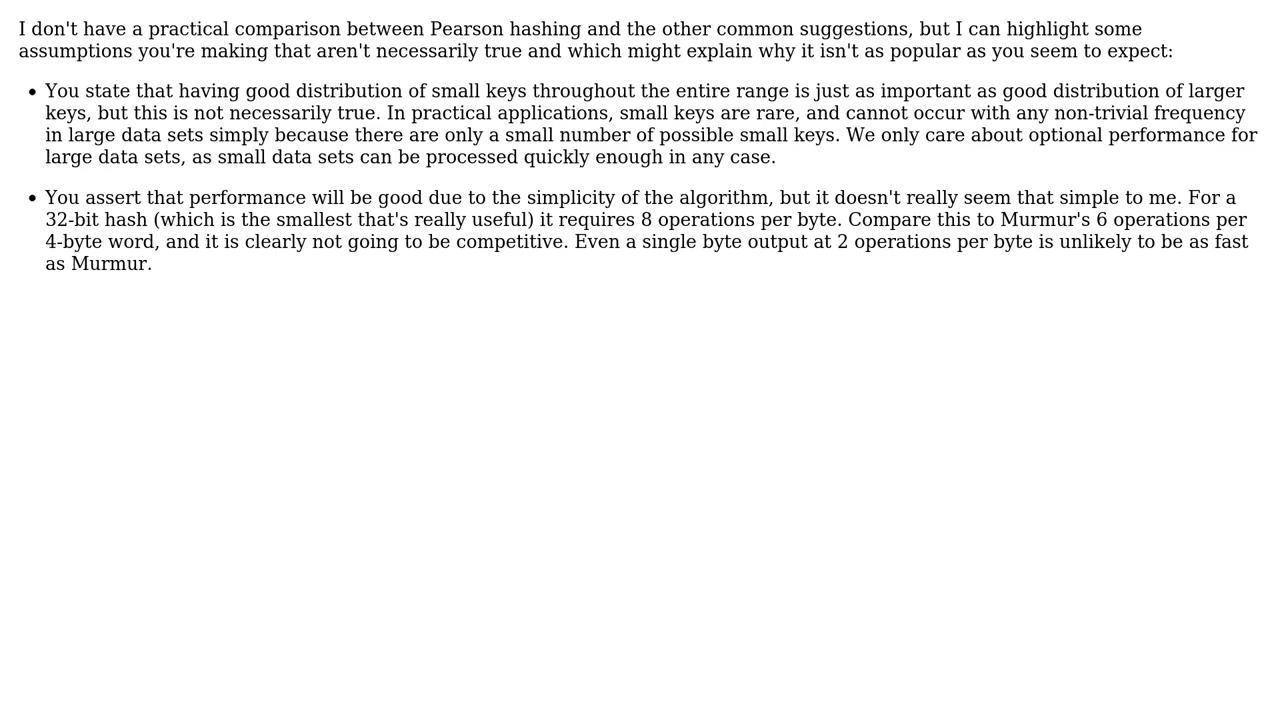 I don't have a practical comparison between Pearson hashing and the other common suggestions, but I can highlight some
assumptions you're making that aren't necessarily true and which might explain why it isn't as popular as you seem to expect:
• You state that having good distribution of small keys throughout the entire range is just as important as good distribution of larger
keys, but this is not necessarily true. In practical applications, small keys are rare, and cannot occur with any non-trivial frequency
in large data sets simply because there are only a small number of possible small keys. We only care about optional performance for
large data sets, as small data sets can be processed quickly enough in any case.
• You assert that performance will be good due to the simplicity of the algorithm, but it doesn't really seem that simple to me. For a
32-bit hash (which is the smallest that's really useful) it requires 8 operations per byte. Compare this to Murmur's 6 operations per
4-byte word, and it is clearly not going to be competitive. Even a single byte output at 2 operations per byte is unlikely to be as fast
as Murmur.